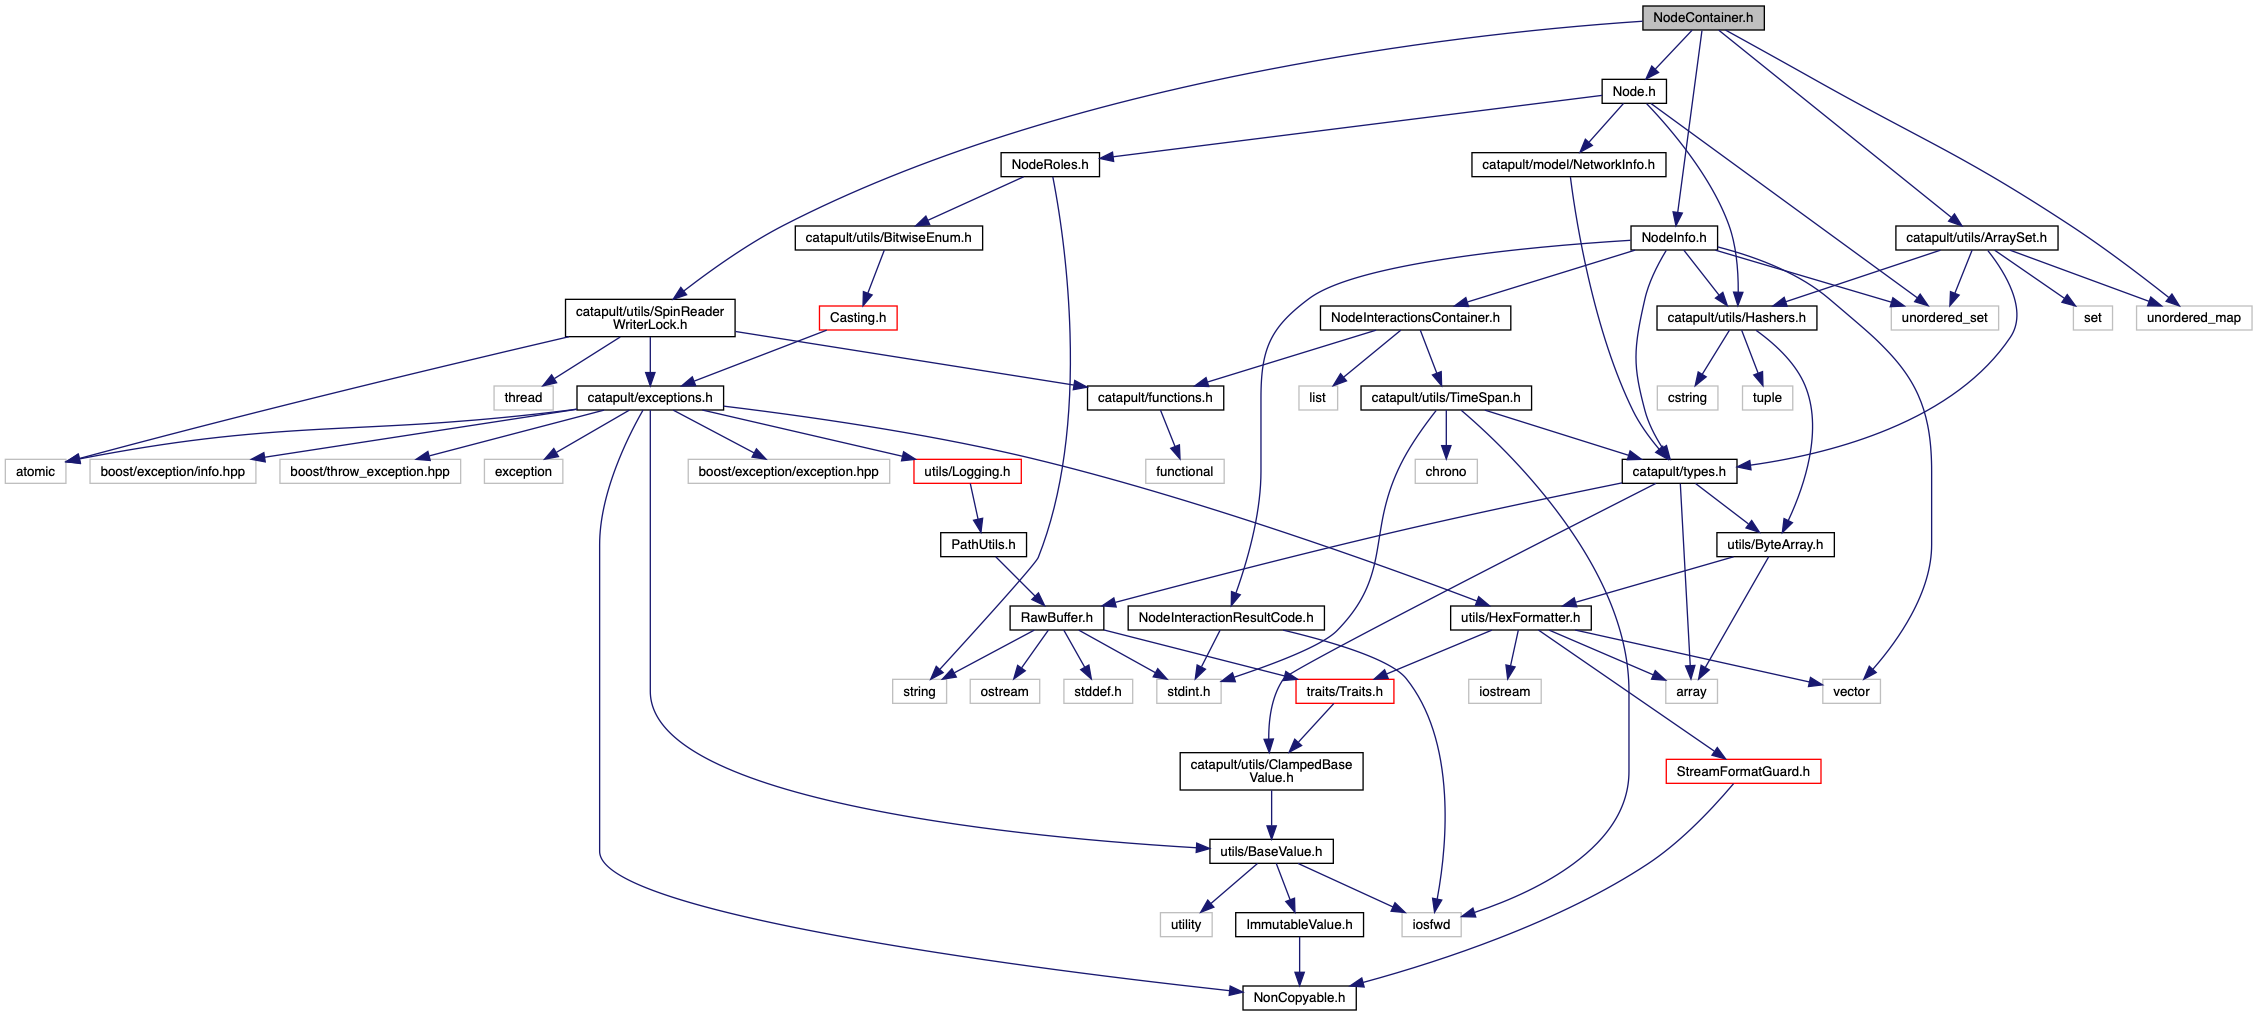 NodeContainer.h
Node.h
NodeRoles.h
catapult/model/NetworkInfo.h
catapult/utils/BitwiseEnum.h
NodeInfo.h
catapult/utils/ArraySet.h
catapult/utils/SpinReader
WriterLock.h
Casting.h
NodeInteractionsContainer.h
catapult/utils/Hashers.h
unordered_set
set
unordered_map
thread
catapult/exceptions.h
catapult/functions.h
list
catapult/utils/TimeSpan.h
cstring
tuple
atomic
boost/exception/info.hpp
boost/throw_exception.hpp
exception
boost/exception/exception.hpp
utils/Logging.h
functional
chrono
catapult/types.h
PathUtils.h
utils/ByteArray.h
RawBuffer.h
NodeInteractionResultCode.h
utils/HexFormatter.h
string
ostream
stddef.h
stdint.h
traits/Traits.h
iostream
array
vector
catapult/utils/ClampedBase
Value.h
StreamFormatGuard.h
utils/BaseValue.h
utility
ImmutableValue.h
iosfwd
NonCopyable.h